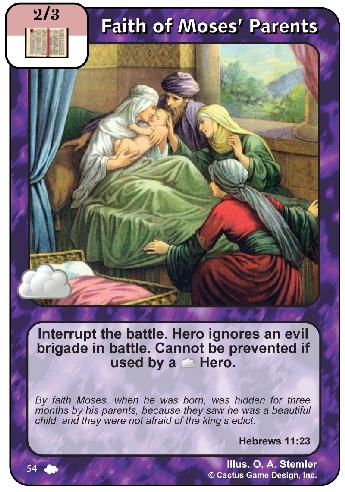 2/3
Faith of Moses' Parents
Interrupt the battle. Hero ignores an evil
brigade in battle. Cannot be prevented if
used by a Hero.
By faith Moses, when he was born, was hidden for three
months by his parents, because they saw he was a beautiful
child, and they were not afraid of the king's edict.
Hebrews 11:23
54
Illus. O. A. Stemler
© Cactus Game Design, Inc.